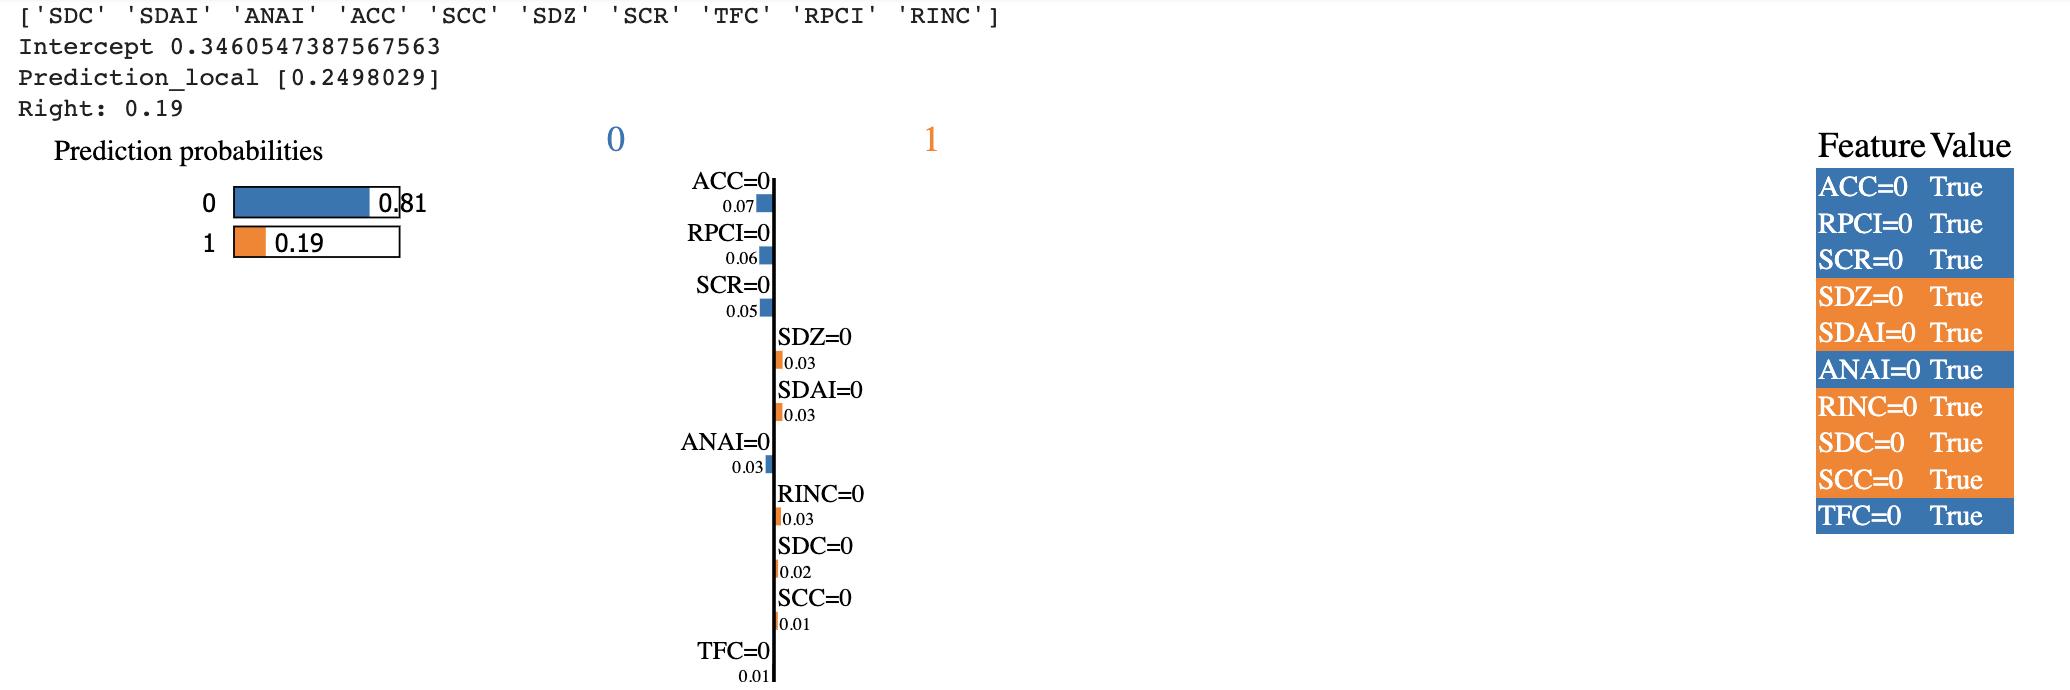 ['SDC' 'SDAI' 'ANAI' 'ACC' 'SCC' 'SDZ' 'SCR' 'TFC' 'RPCI' 'RINC']
Intercept 0.3460547387567563
Prediction_local [0.2498029]
Right: 0.19
Prediction probabilities
0 0.81
1 0.19
0 1
ACC=0
0.07
RPCI=0
0.06
SCR=0
0.05
SDZ=0
0.03
SDAI=0
0.03
ANAI=0
0.03
RINC=0
0.03
SDC=0
0.02
SCC=0
0.01
TFC=0
0.01
Feature Value
ACC=0 True
RPCI=0 True
SCR=0 True
SDZ=0 True
SDAI=0 True
ANAI=0 True
RINC=0 True
SDC=0 True
SCC=0 True
TFC=0 True